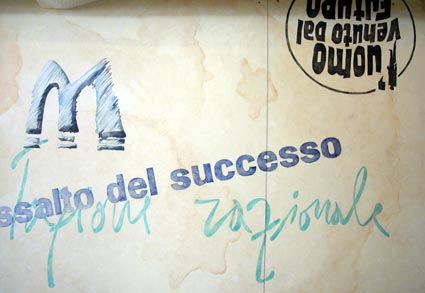 l'
uomo
venuto dal
Futuro
M
ssalto del successo
razionale